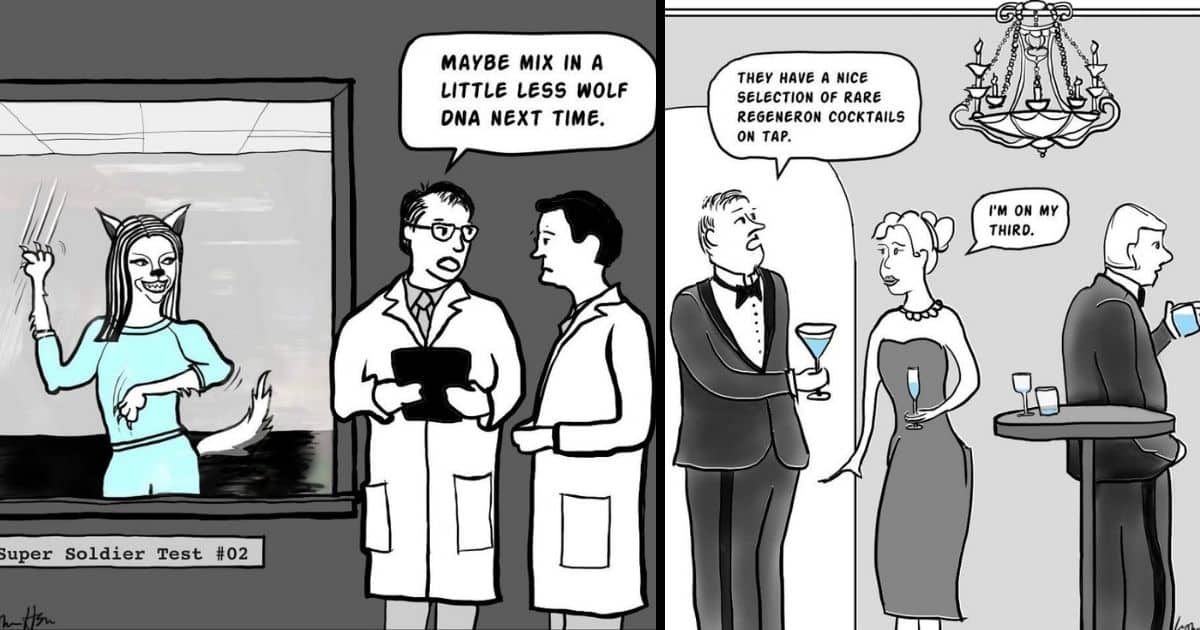 MAYBE MIX IN A
LITTLE LESS WOLF
DNA NEXT TIME.
Super Soldier Test #02
THEY HAVE A NICE
SELECTION OF RARE
REGENERON COCKTAILS
ON TAP.
I'M ON MY
THIRD.